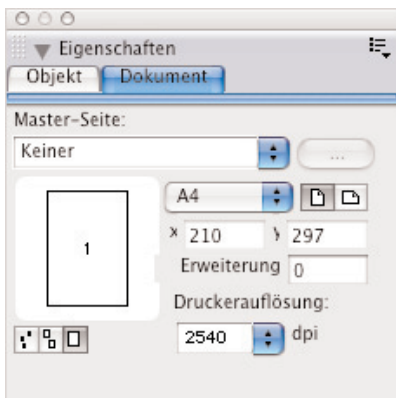 Eigenschaften
Objekt Dokument
Master-Seite:
Keiner ...
A4
x 210 y 297
1
Erweiterung 0
Druckerauflösung:
2540 dpi